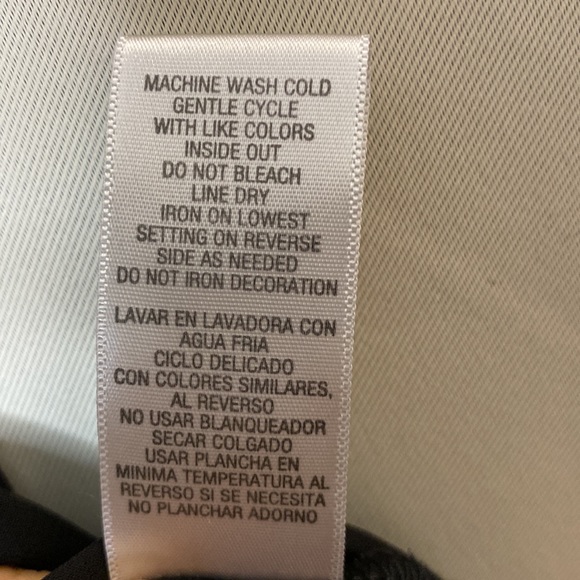 MACHINE WASH COLD
GENTLE CYCLE
WITH LIKE COLORS
INSIDE OUT
DO NOT BLEACH
LINE DRY
IRON ON LOWEST
SETTING ON REVERSE
SIDE AS NEEDED
DO NOT IRON DECORATION
LAVAR EN LAVADORA CON
AGUA FRIA
CICLO DELICADO
CON COLORES SIMILARES,
AL REVERSO
NO USAR BLANQUEADOR
SECAR COLGADO
USAR PLANCHA EN
MINIMA TEMPERATURA AL
REVERSO SI SE NECESITA
NO PLANCHAR ADORNO